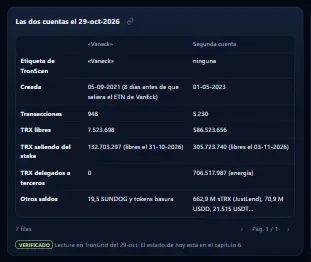 Las dos cuentas el 29-oct-2026
«Vaneck» Segunda cuenta
Etiqueta de TronScan «Vaneck» ninguna
Creada 05-09-2021 (8 días antes de que saliera el ETN de VanEck) 01-05-2023
Transacciones 948 5.230
TRX libres 7.523.698 586.523.656
TRX saliendo del stake 132.703.297 (libres el 31-10-2026) 305.723.740 (libres el 03-11-2026)
TRX delegados a terceros 0 706.517.987 (energía)
Otros saldos 19,5 SUNDOG y tokens basura 662,9 M sTRX (JustLend), 70,9 M USDD, 21.515 USDT...
7 filas ‹ Pág. 1 / 1 ›
VERIFICADO Lectura en TronGrid del 29-oct. El estado de hoy está en el capítulo 6.